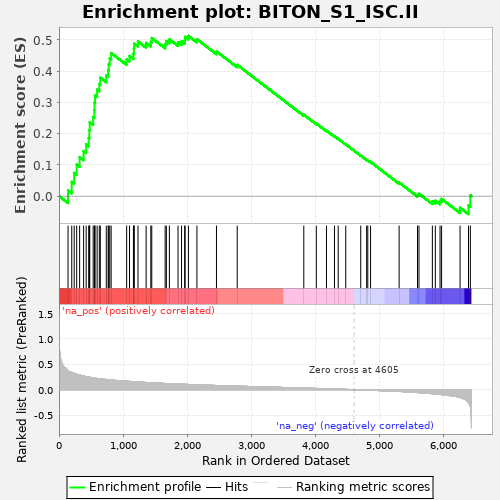 Enrichment plot: BITON_S1_ISC.II
Enrichment score (ES)
0.5
0.4
0.3
0.2
0.1
0.0
'na_pos' (positively correlated)
Ranked list metric (PreRanked)
1.5
1.0
0.5
0.0
-0.5
Zero cross at 4605
'na_neg' (negatively correlated)
0
1,000
2,000
3,000
4,000
5,000
6,000
Rank in Ordered Dataset
Enrichment profile
Hits
Ranking metric scores